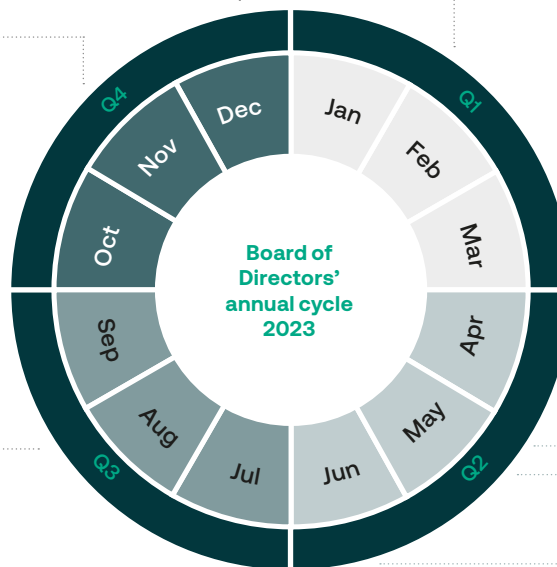 Q1
Jan
Feb
Mar
Q2
Apr
May
Jun
Q3
Jul
Aug
Sep
Q4
Oct
Nov
Dec
Board of
Directors’
annual cycle
2023